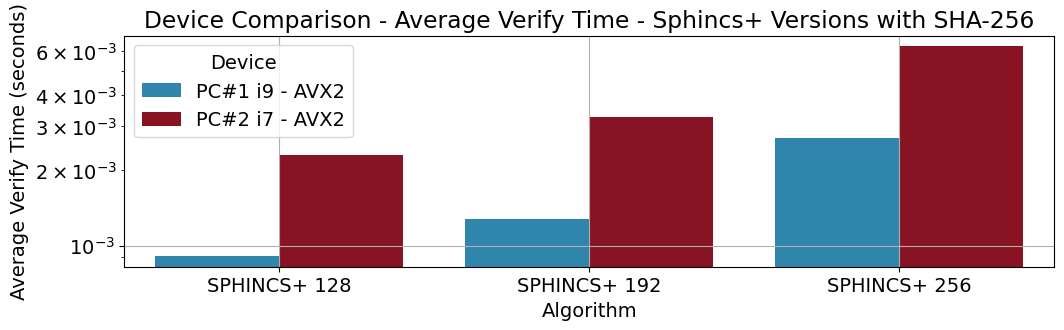 Device Comparison - Average Verify Time - Sphincs+ Versions with SHA-256
Average Verify Time (seconds)
6 × 10⁻³
4 × 10⁻³
3 × 10⁻³
2 × 10⁻³
10⁻³
Device
PC#1 i9 - AVX2
PC#2 i7 - AVX2
SPHINCS+ 128
SPHINCS+ 192
SPHINCS+ 256
Algorithm